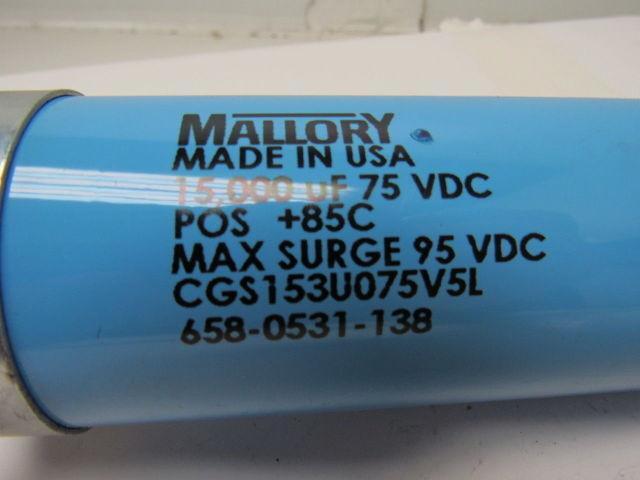 MALLORY
MADE IN USA
15,000 uF 75 VDC
POS +85C
MAX SURGE 95 VDC
CGS153U075V5L
658-0531-138